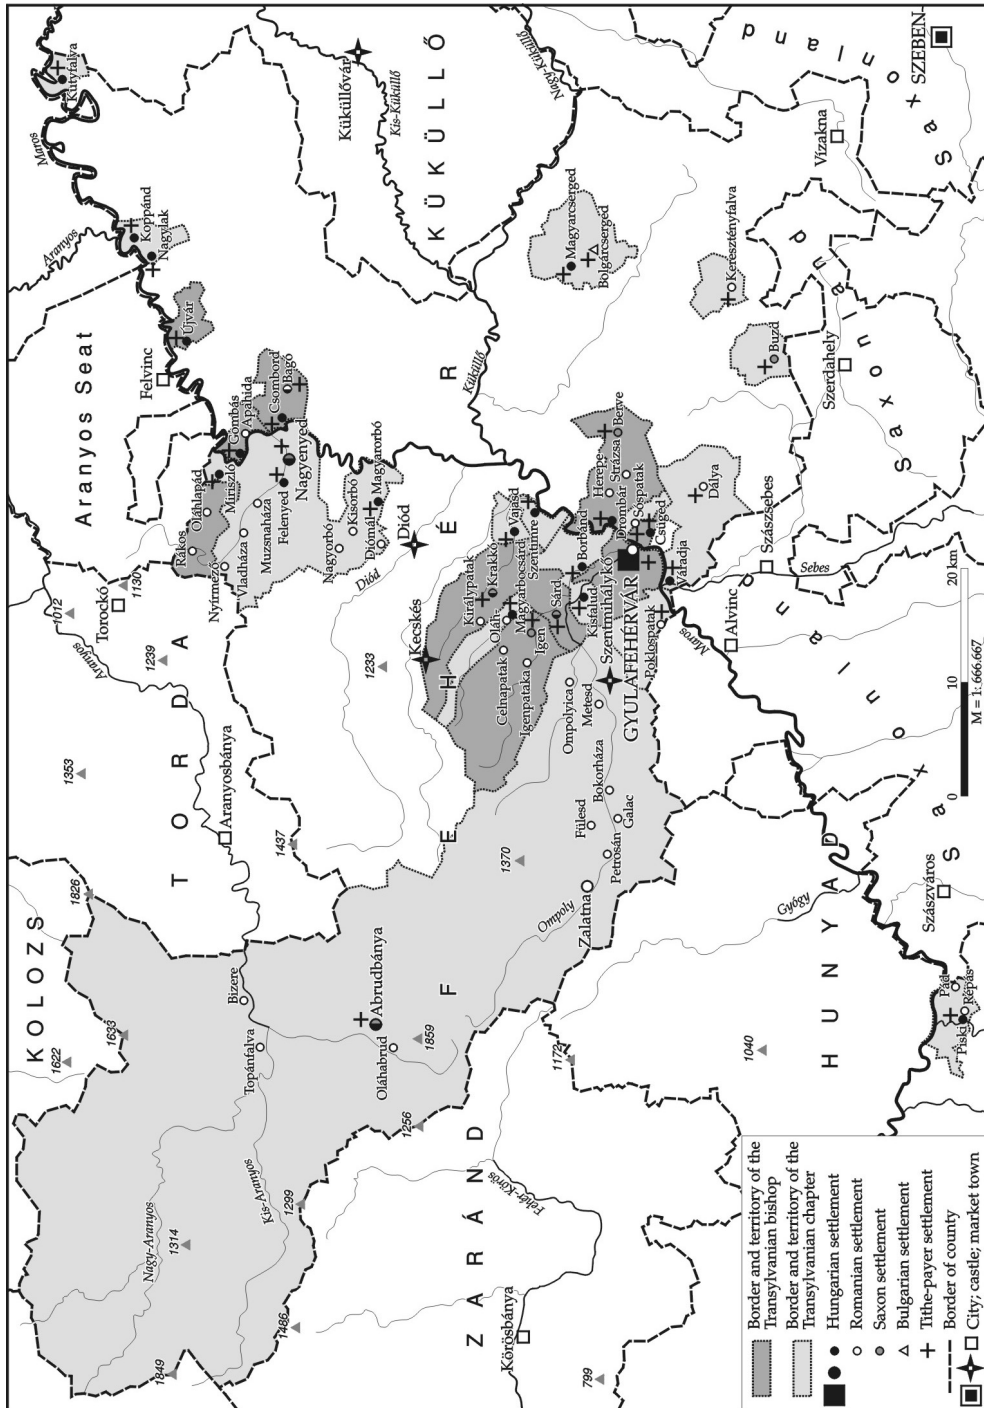 KOLOZS
TORDA
Aranyos Seat
KÜKÜLLŐ
FEHÉR
ZARÁND
HUNYAD
Saxonland
Saxonland
1849
1314
Nagy-Aranyos
1486
1299
Kis-Aranyos
1622
1633
1826
1353
1239
1012
1130
1437
1233
1256
1859
1370
1172
1040
799
Topánfalva
Bizere
Abrudbánya
Oláhabrud
Aranyosbánya
Aranyos
Torockó
Felvinc
Aranyos
Maros
Kutyfalva
Koppánd
Nagylak
Újvár
Rákos
Oláhlapád
Nyírmező
Miriszló
Gombás
Apahida
Csombord
Bagó
Vladháza
Muzsnaháza
Felenyed
Nagyenyed
Nagyorbó
Kisorbó
Diómál
Magyarorbó
Diód
Diód
Küküllővár
Kis-Küküllő
Nagy-Küküllő
Küküllő
Kecskés
Királypatak
Krakkó
Oláh-
Magyarbocsárd
Celnapatak
Igenpataka
Igen
Vajasd
Szentimre
Sárd
Borbánd
Kisfalud
Ompolyica
Metesd
Szentmihálykő
GYULAFEHÉRVÁR
Poklospatak
Váradja
Csüged
Sóspatak
Drombár
Herepe
Strázsa
Berve
Dálya
Magyarcserged
Bolgárcserged
Keresztényfalva
Buzd
Bokorháza
Fülesd
Galac
Petrosán
Zalatna
Ompoly
Körösbánya
Fehér-Körös
Gyógy
Maros
Alvinc
Sebes
Szászsebes
Szerdahely
Vízakna
SZEBEN
Szászváros
Pád
Piski
Répás
Border and territory of the
Transylvanian bishop
Border and territory of the
Transylvanian chapter
Hungarian settlement
Romanian settlement
Saxon settlement
Bulgarian settlement
Tithe-payer settlement
Border of county
City; castle; market town
0 10 20 km
M = 1: 666.667